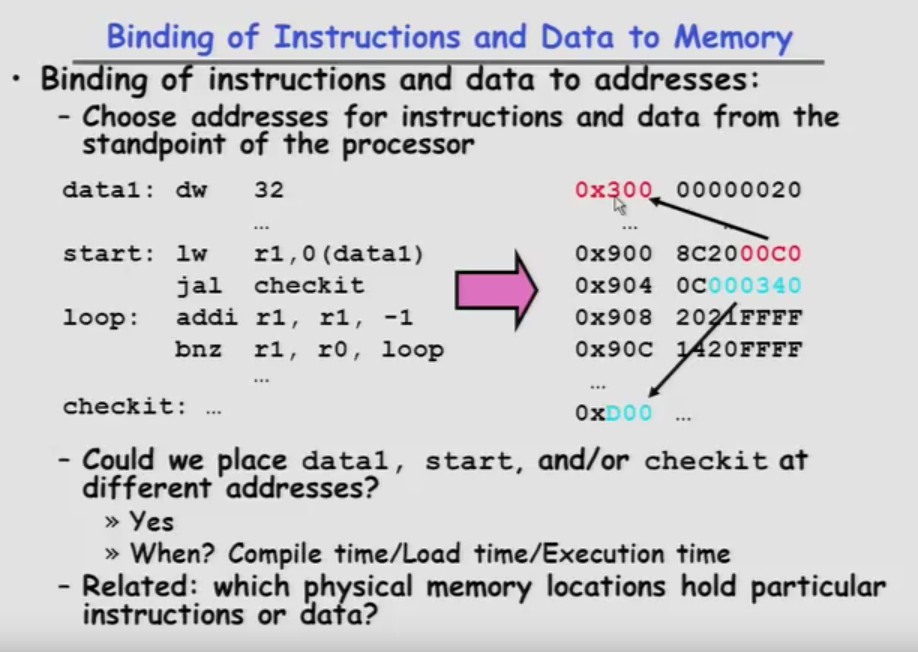 Binding of Instructions and Data to Memory
• Binding of instructions and data to addresses:
– Choose addresses for instructions and data from the
standpoint of the processor
data1: dw 32 0x300 00000020
… … …
start: lw r1,0(data1) 0x900 8C2000C0
jal checkit 0x904 0C000340
loop: addi r1, r1, -1 0x908 2021FFFF
bnz r1, r0, loop 0x90C 1420FFFF
… …
checkit: … 0xD00 …
– Could we place data1, start, and/or checkit at
different addresses?
» Yes
» When? Compile time/Load time/Execution time
– Related: which physical memory locations hold particular
instructions or data?